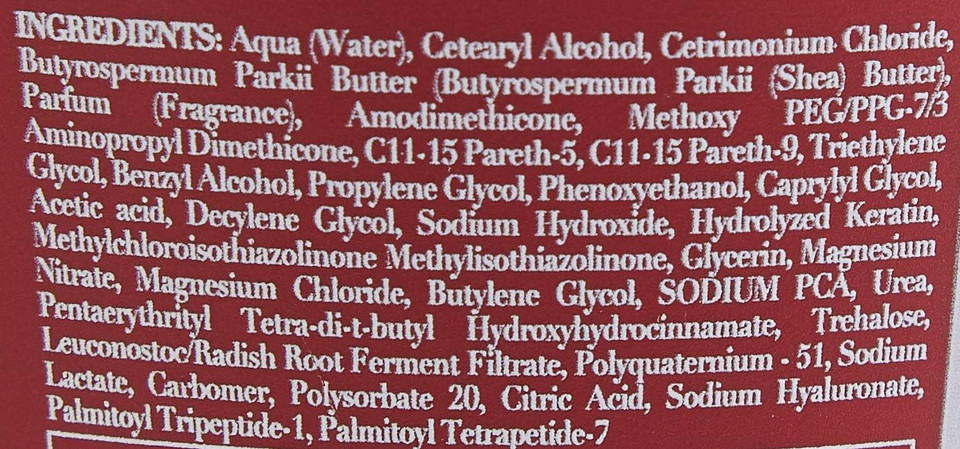 INGREDIENTS: Aqua (Water), Cetearyl Alcohol, Cetrimonium Chloride,
Butyrospermum Parkii Butter (Butyrospermum Parkii (Shea) Butter),
Parfum (Fragrance), Amodimethicone, Methoxy PEG/PPG-7/3
Aminopropyl Dimethicone, C11-15 Pareth-5, C11-15 Pareth-9, Triethylene
Glycol, Benzyl Alcohol, Propylene Glycol, Phenoxyethanol, Caprylyl Glycol,
Acetic acid, Decylene Glycol, Sodium Hydroxide, Hydrolyzed Keratin,
Methylchloroisothiazolinone Methylisothiazolinone, Glycerin, Magnesium
Nitrate, Magnesium Chloride, Butylene Glycol, SODIUM PCA, Urea,
Pentaerythrityl Tetra-di-t-butyl Hydroxyhydrocinnamate, Trehalose,
Leuconostoc/Radish Root Ferment Filtrate, Polyquaternium - 51, Sodium
Lactate, Carbomer, Polysorbate 20, Citric Acid, Sodium Hyaluronate,
Palmitoyl Tripeptide-1, Palmitoyl Tetrapetide-7